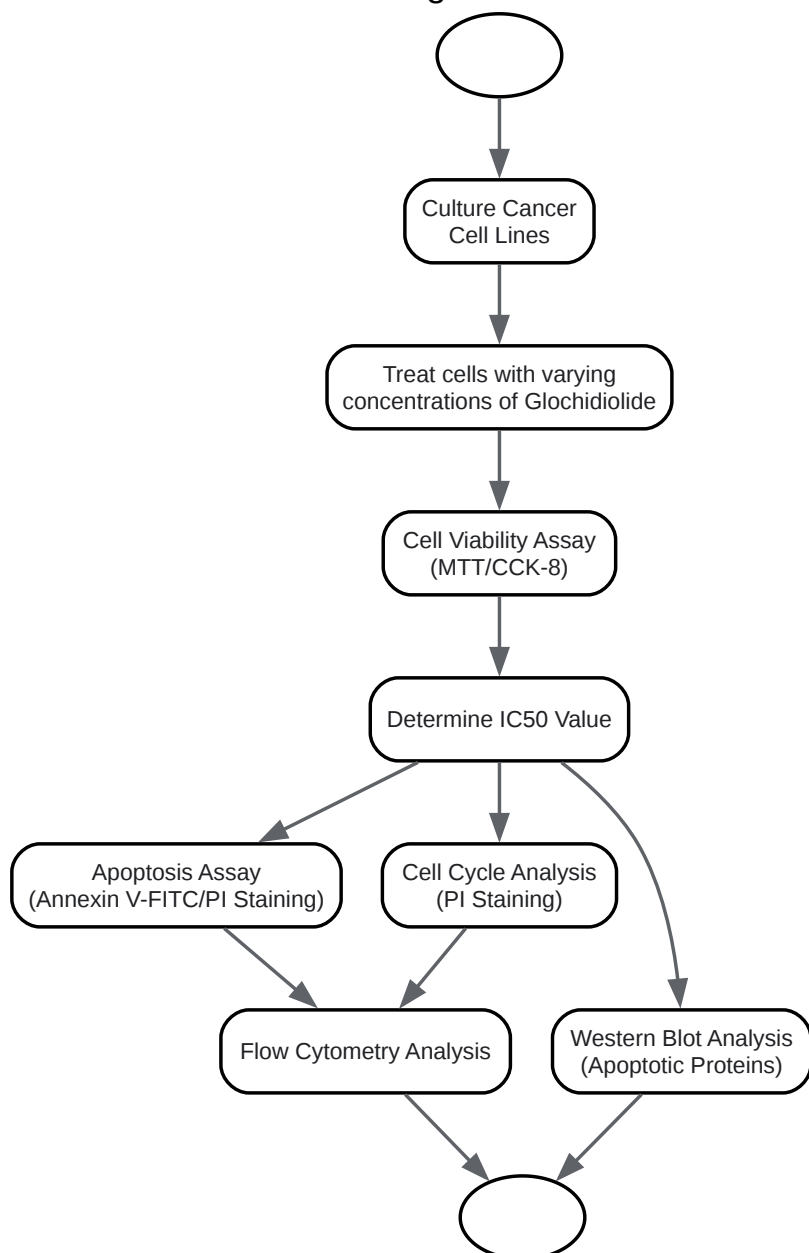 Culture Cancer
Cell Lines
Treat cells with varying
concentrations of Glochidiolide
Cell Viability Assay
(MTT/CCK-8)
Determine IC50 Value
Apoptosis Assay
(Annexin V-FITC/PI Staining)
Cell Cycle Analysis
(PI Staining)
Flow Cytometry Analysis
Western Blot Analysis
(Apoptotic Proteins)